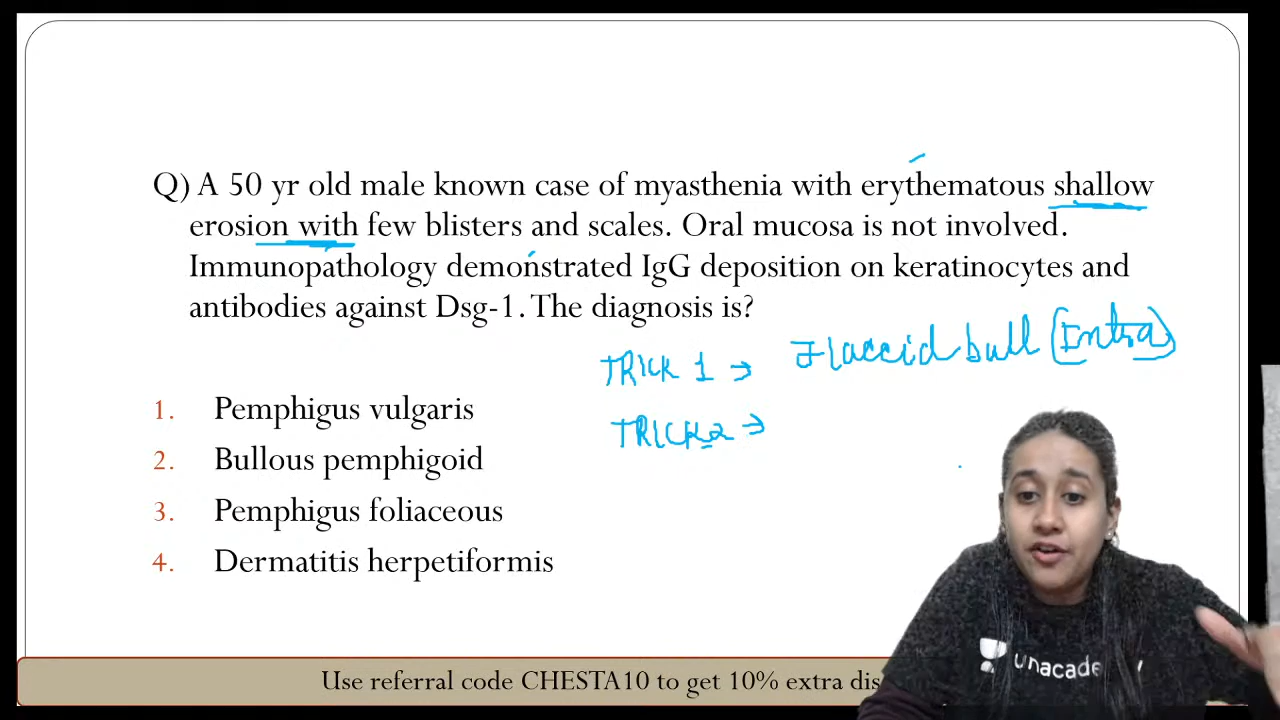 Q) A 50 yr old male known case of myasthenia with erythematous shallow
erosion with few blisters and scales. Oral mucosa is not involved.
Immunopathology demonstrated IgG deposition on keratinocytes and
antibodies against Dsg-1. The diagnosis is?
TRICK 1 → Flaccid bull (Intra)
1. Pemphigus vulgaris
TRICK 2 →
2. Bullous pemphigoid
3. Pemphigus foliaceous
4. Dermatitis herpetiformis
unacademy
Use referral code CHESTA10 to get 10% extra dis